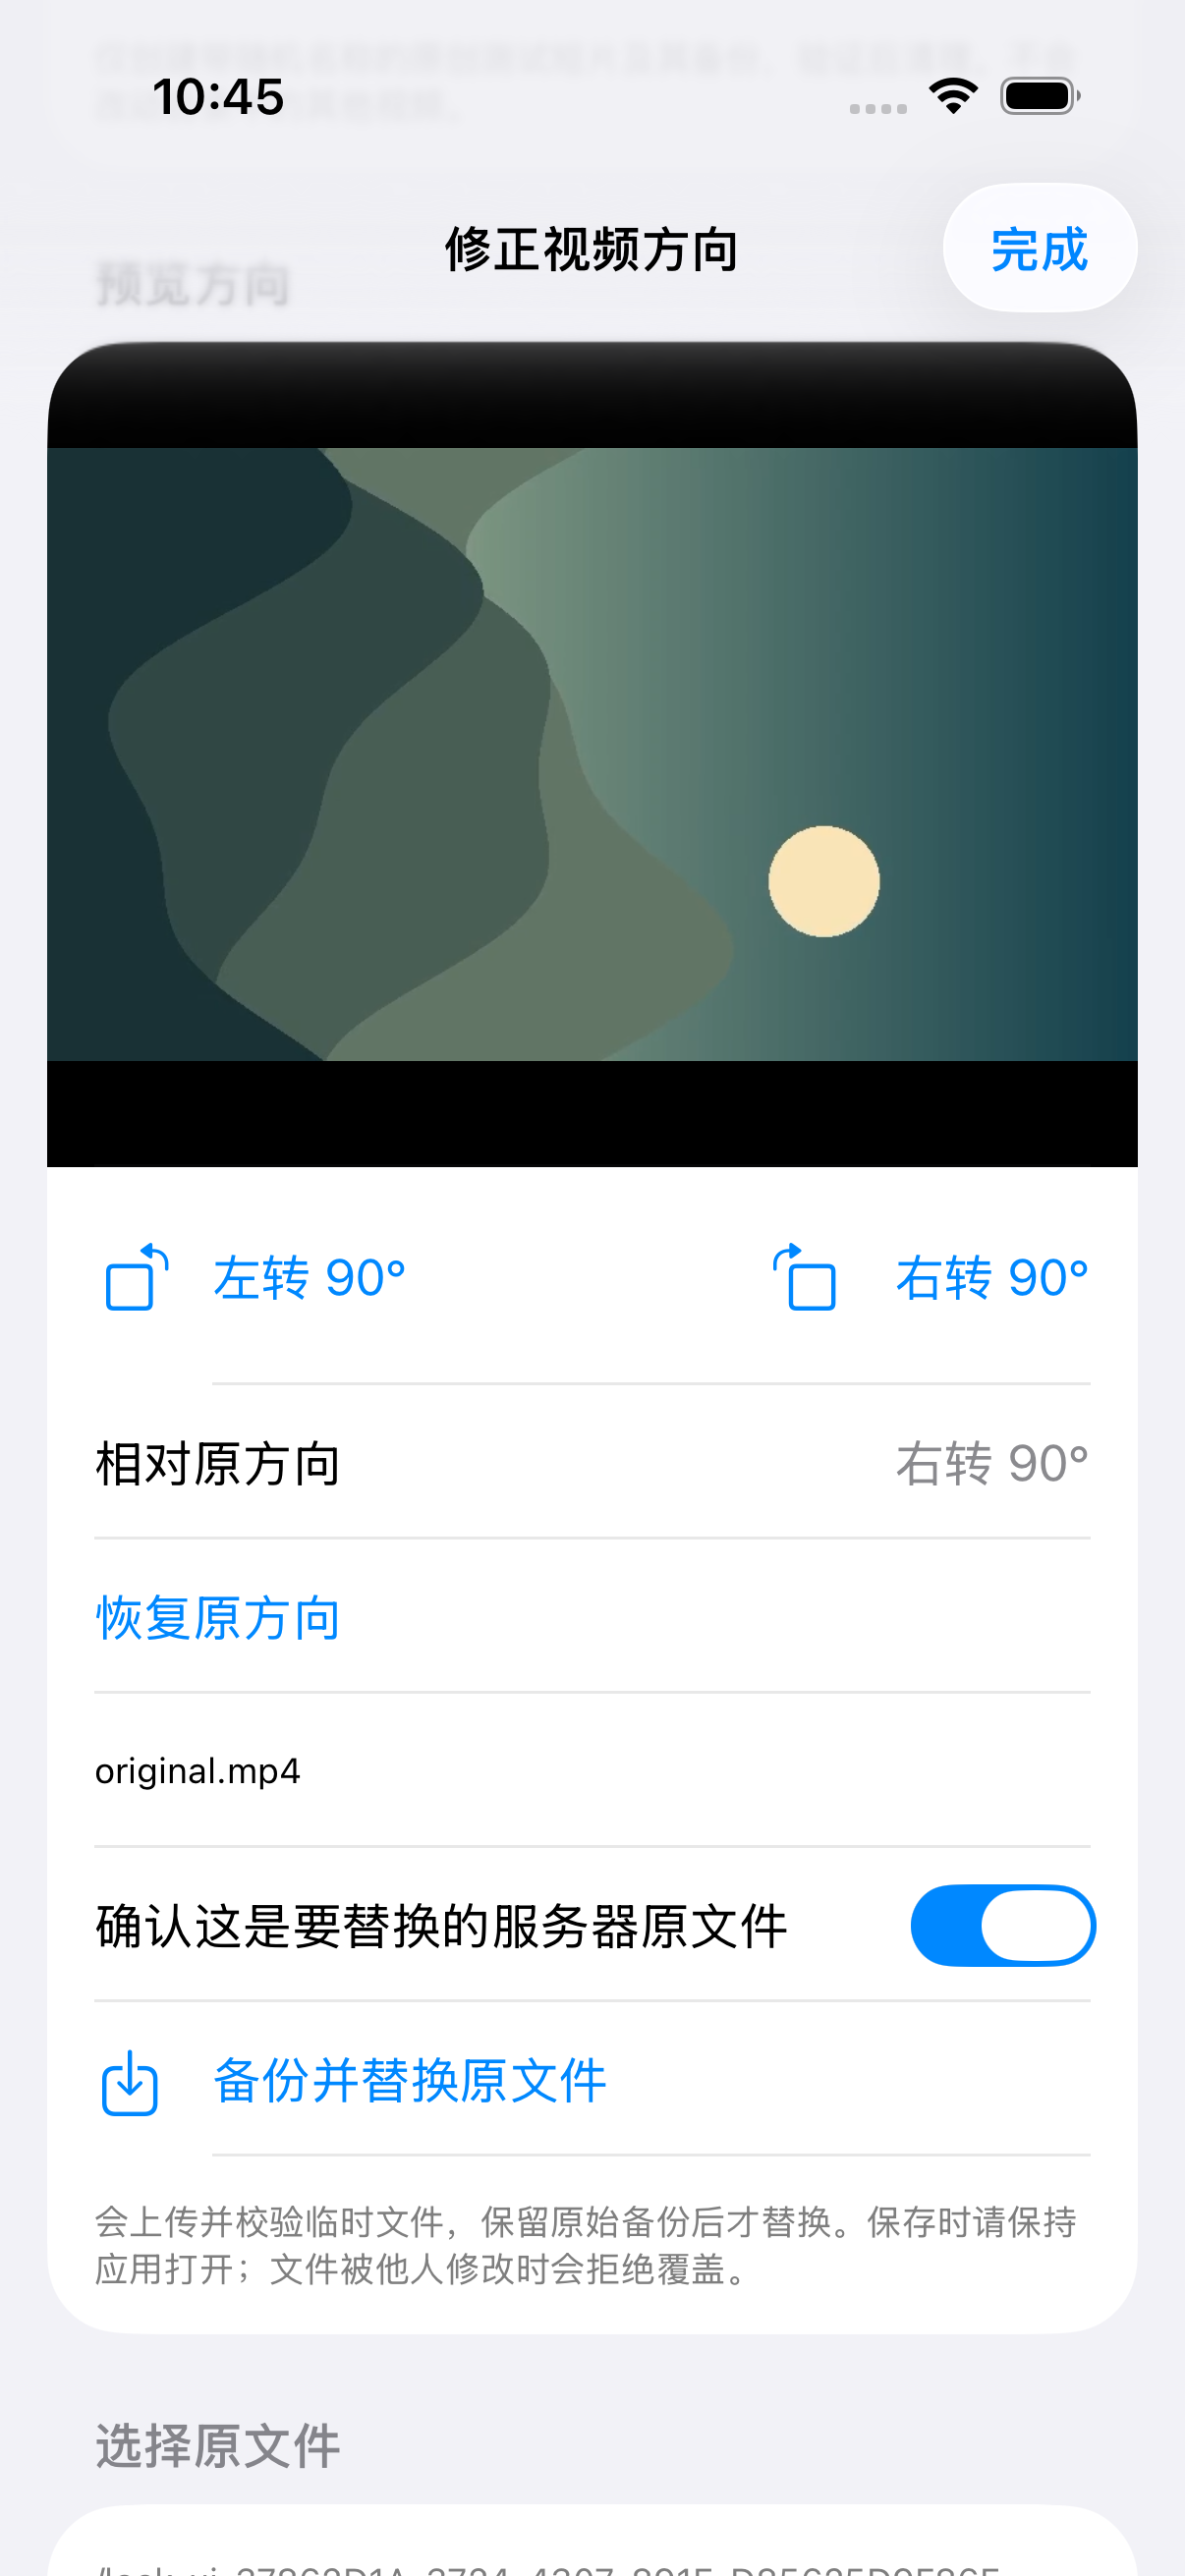 10:45
修正视频方向
完成
预览方向
左转 90°
右转 90°
相对原方向
右转 90°
恢复原方向
original.mp4
确认这是要替换的服务器原文件
备份并替换原文件
会上传并校验临时文件，保留原始备份后才替换。保存时请保持
应用打开；文件被他人修改时会拒绝覆盖。
选择原文件